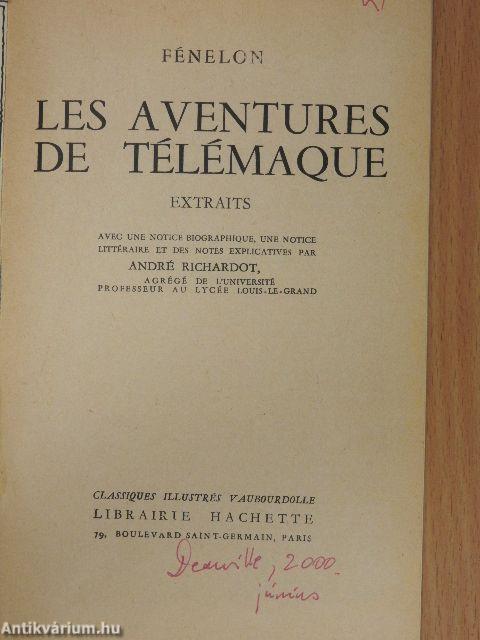 FÉNELON
LES AVENTURES
DE TÉLÉMAQUE
EXTRAITS
AVEC UNE NOTICE BIOGRAPHIQUE, UNE NOTICE
LITTÉRAIRE ET DES NOTES EXPLICATIVES PAR
ANDRÉ RICHARDOT,
AGRÉGÉ DE L'UNIVERSITÉ
PROFESSEUR AU LYCÉE LOUIS-LE-GRAND
CLASSIQUES ILLUSTRÉS VAUBOURDOLLE
LIBRAIRIE HACHETTE
79, BOULEVARD SAINT-GERMAIN, PARIS
Deauville, 2000.
június
Antikvárium.hu